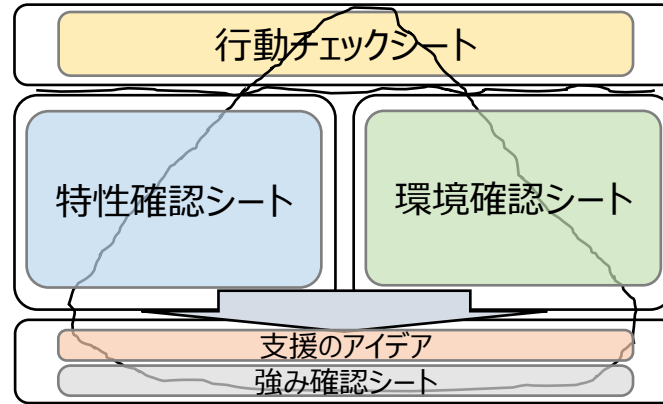 行動チェックシート
特性確認シート
環境確認シート
支援のアイデア
強み確認シート